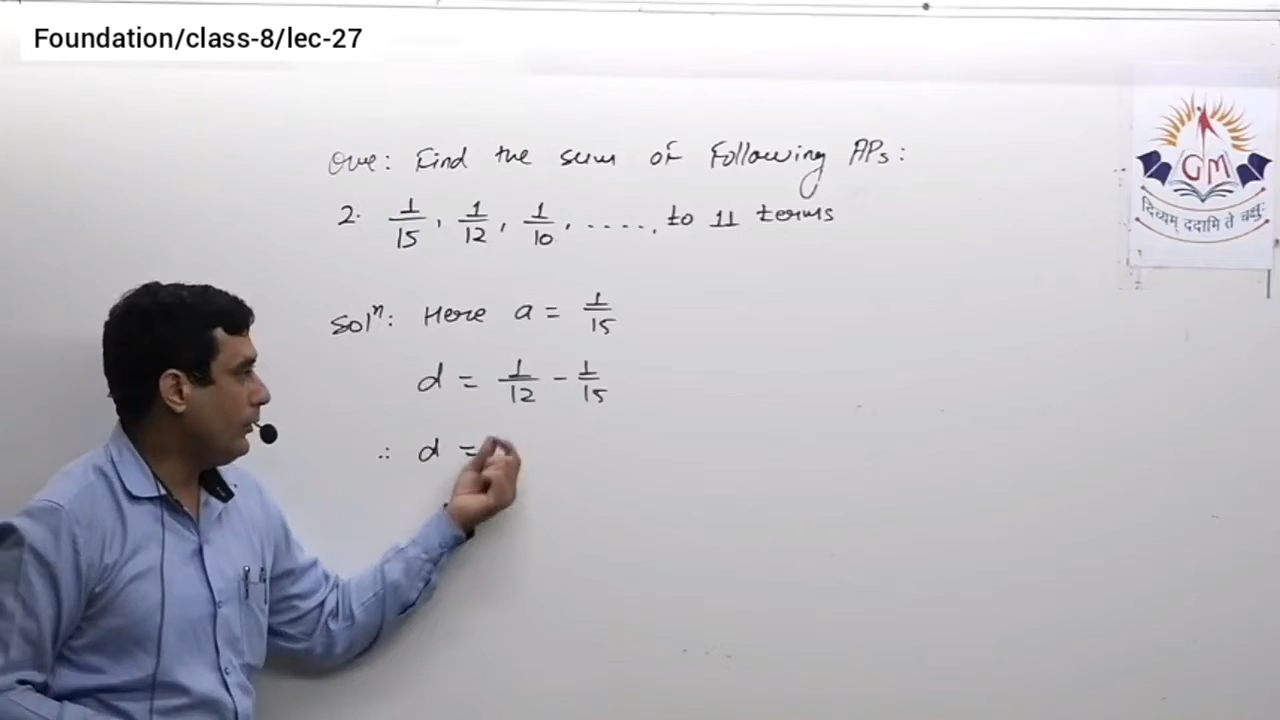 Foundation/class-8/lec-27
Que: Find the sum of Following APs:
2. 1/15, 1/12, 1/10, ....., to 11 terms
Solⁿ: Here a = 1/15
d = 1/12 - 1/15
∴ d =
GM
दिव्यम् ददामि ते चक्षुः